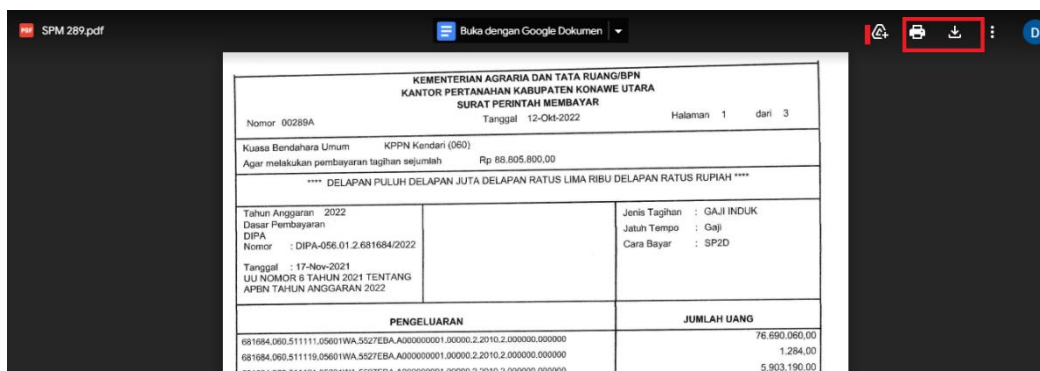 SPM 289.pdf
Buka dengan Google Dokumen
D
KEMENTERIAN AGRARIA DAN TATA RUANG/BPN
KANTOR PERTANAHAN KABUPATEN KONAWE UTARA
SURAT PERINTAH MEMBAYAR
Nomor 00289A Tanggal 12-Okt-2022 Halaman 1 dari 3
Kuasa Bendahara Umum KPPN Kendari (060)
Agar melakukan pembayaran tagihan sejumlah Rp 88.805.800,00
**** DELAPAN PULUH DELAPAN JUTA DELAPAN RATUS LIMA RIBU DELAPAN RATUS RUPIAH ****
Tahun Anggaran 2022 Jenis Tagihan : GAJI INDUK
Dasar Pembayaran Jatuh Tempo : Gaji
DIPA
Nomor : DIPA-056.01.2.681684/2022 Cara Bayar : SP2D
Tanggal : 17-Nov-2021
UU NOMOR 6 TAHUN 2021 TENTANG
APBN TAHUN ANGGARAN 2022
PENGELUARAN JUMLAH UANG
681684,060,511111,05601WA,5527EBA,A000000001,00000,2,2010,2,000000,000000 76.690.060,00
681684,060,511119,05601WA,5527EBA,A000000001,00000,2,2010,2,000000,000000 1.284,00
5.903.190,00